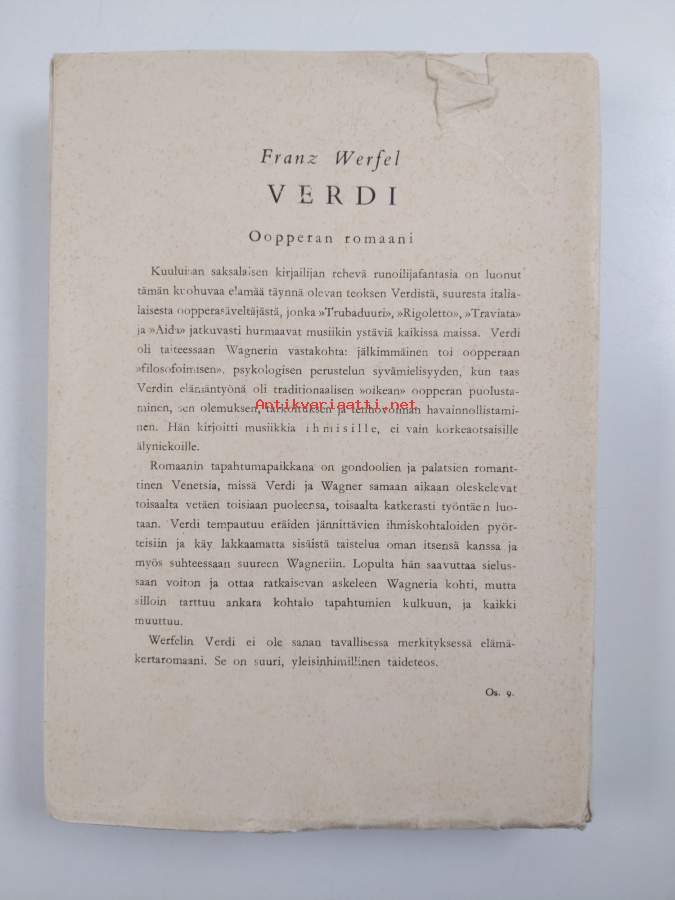 Franz Werfel
VERDI
Oopperan romaani
Kuuluisan saksalaisen kirjailijan rehevä runoilijafantasia on luonut
tämän kuohuvaa elämää täynnä olevan teoksen Verdistä, suuresta italia-
laisesta oopperasäveltäjästä, jonka »Trubaduuri», »Rigoletto», »Traviata»
ja »Aida» jatkuvasti hurmaavat musiikin ystäviä kaikissa maissa. Verdi
oli taiteessaan Wagnerin vastakohta: jälkimmäinen toi oopperaan
»filosofoimisen», psykologisen perustelun syvämielisyyden, kun taas
Verdin elämäntyönä oli traditionaalisen »oikean» oopperan puolusta-
minen, sen olemuksen, tarkoituksen ja tenhovoiman havainnollistami-
Antikvariaatti.net
nen. Hän kirjoitti musiikkia ihmisille, ei vain korkeaotsaisille
älyniekoille.
Romaanin tapahtumapaikkana on gondoolien ja palatsien romant-
tinen Venetsia, missä Verdi ja Wagner samaan aikaan oleskelevat
toisaalta vetäen toisiaan puoleensa, toisaalta katkerasti työntäen luo-
taan. Verdi tempautuu eräiden jännittävien ihmiskohtaloiden pyör-
teisiin ja käy lakkaamatta sisäistä taistelua oman itsensä kanssa ja
myös suhteessaan suureen Wagneriin. Lopulta hän saavuttaa sielus-
saan voiton ja ottaa ratkaisevan askeleen Wagneria kohti, mutta
silloin tarttuu ankara kohtalo tapahtumien kulkuun, ja kaikki
muuttuu.
Werfelin Verdi ei ole sanan tavallisessa merkityksessä elämä-
kertaromaani. Se on suuri, yleisinhimillinen taideteos.
Os. 9.